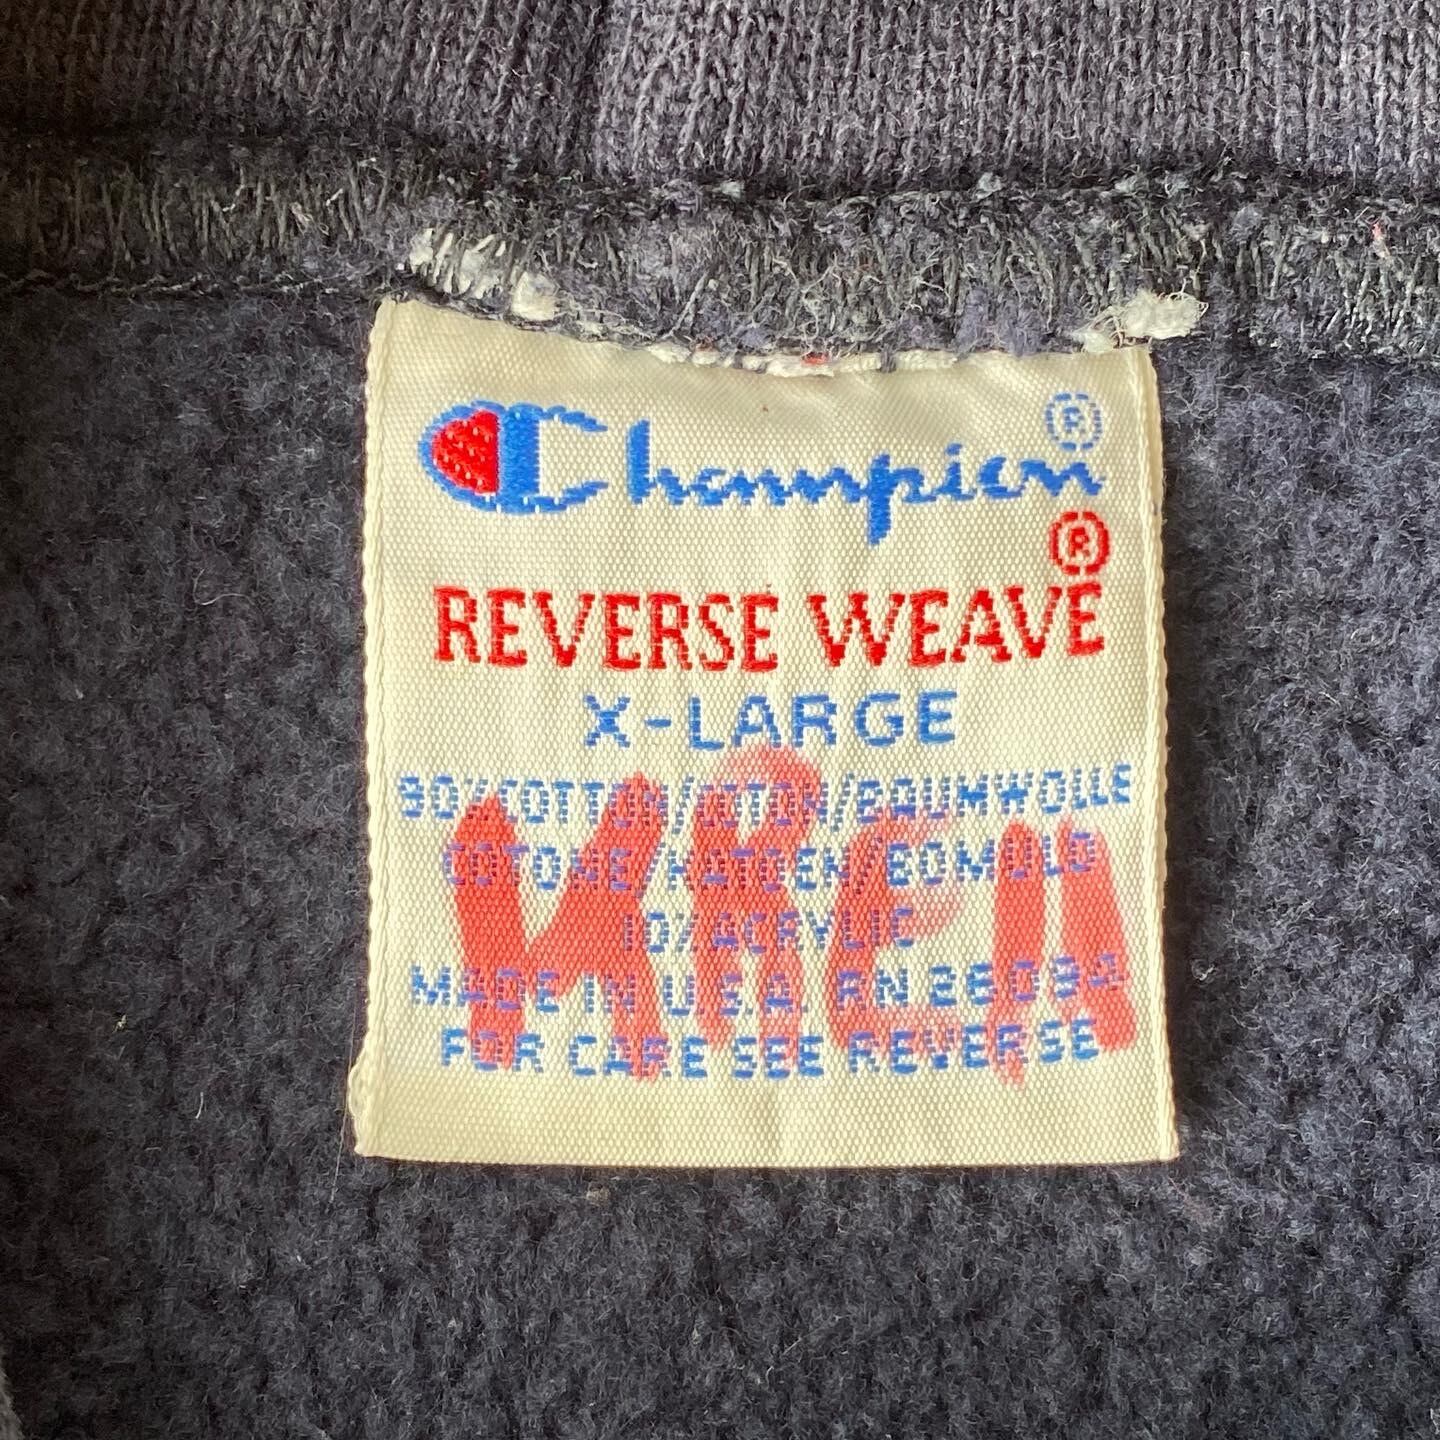 Champion®
REVERSE WEAVE®
X-LARGE
90%COTTON/COTON/BAUMWOLLE
COTONE/KATOEN/BOMULD
10% ACRYLIC
MADE IN U.S.A. RN.26094
FOR CARE SEE REVERSE